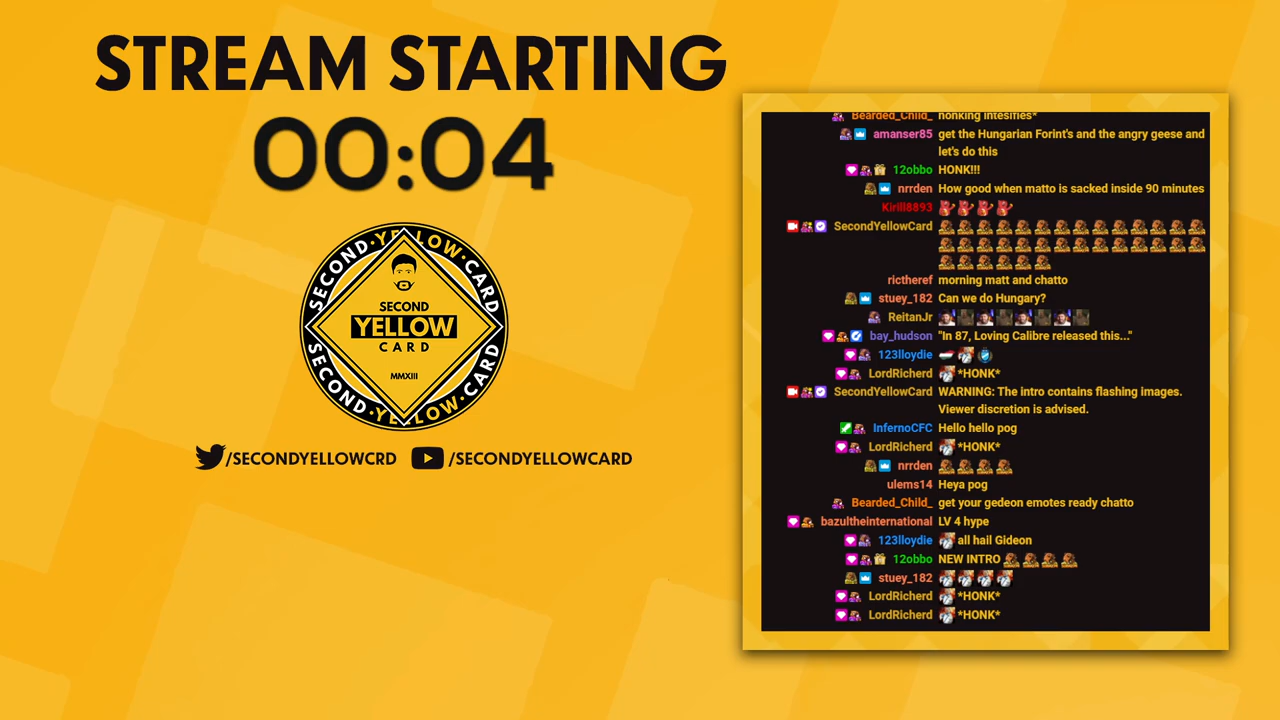 STREAM STARTING
00:04
SECOND·YELLOW·CARD
SECOND
YELLOW
CARD
MMXIII
SECOND·YELLOW·CARD
/SECONDYELLOWCRD /SECONDYELLOWCARD
Bearded_Child_ honking intesifies*
amanser85 get the Hungarian Forint's and the angry geese and
let's do this
12obbo HONK!!!
nrrden How good when matto is sacked inside 90 minutes
Kirill8893
SecondYellowCard
rictheref morning matt and chatto
stuey_182 Can we do Hungary?
ReitanJr
bay_hudson "In 87, Loving Calibre released this..."
123lloydie
LordRicherd *HONK*
SecondYellowCard WARNING: The intro contains flashing images.
Viewer discretion is advised.
InfernoCFC Hello hello pog
LordRicherd *HONK*
nrrden
ulems14 Heya pog
Bearded_Child_ get your gedeon emotes ready chatto
bazultheinternational LV 4 hype
123lloydie all hail Gideon
12obbo NEW INTRO
stuey_182
LordRicherd *HONK*
LordRicherd *HONK*